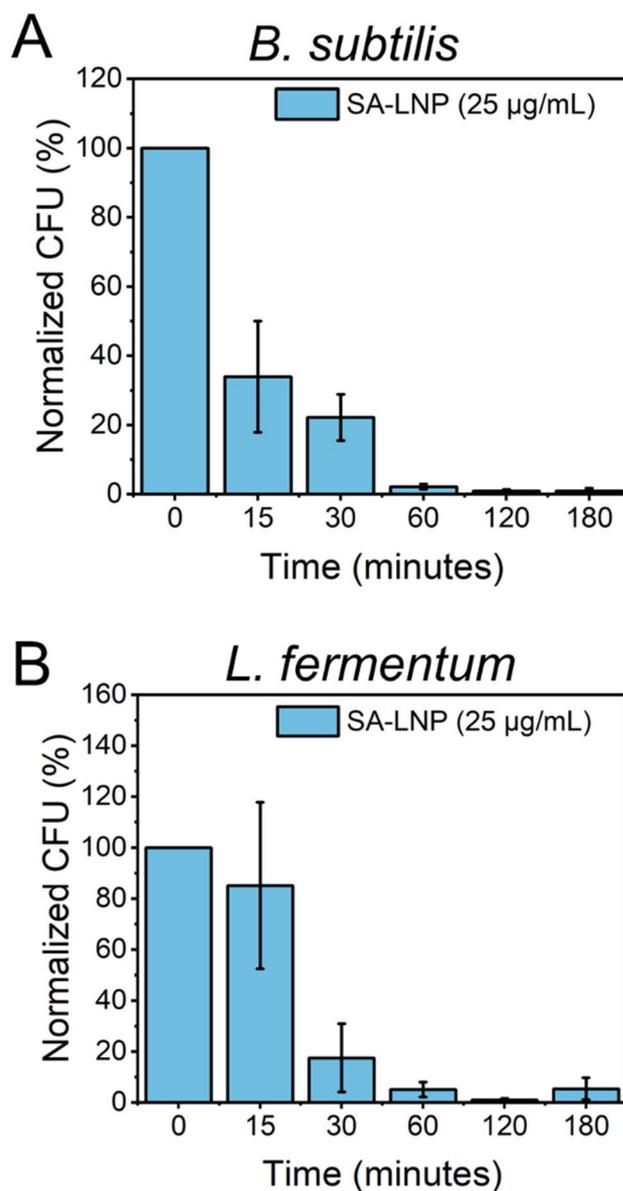 A
B. subtilis
120
100
80
60
40
20
0
Normalized CFU (%)
SA-LNP (25 µg/mL)
0 15 30 60 120 180
Time (minutes)
B
L. fermentum
160
140
120
100
80
60
40
20
0
Normalized CFU (%)
SA-LNP (25 µg/mL)
0 15 30 60 120 180
Time (minutes)